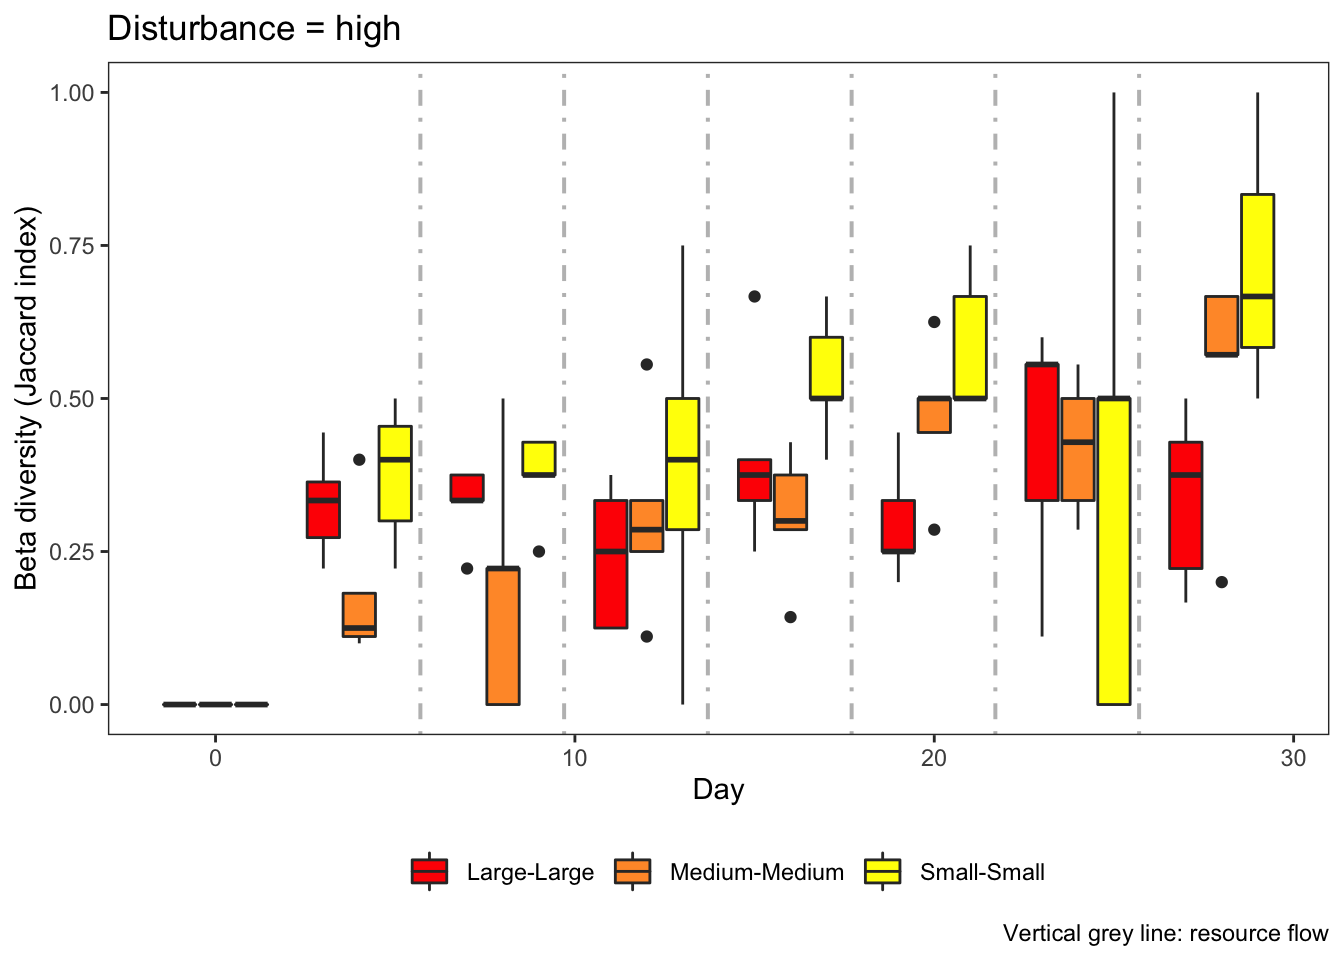 Disturbance = high
Beta diversity (Jaccard index)
1.00
0.75
0.50
0.25
0.00
0 10 20 30
Day
Large-Large Medium-Medium Small-Small
Vertical grey line: resource flow